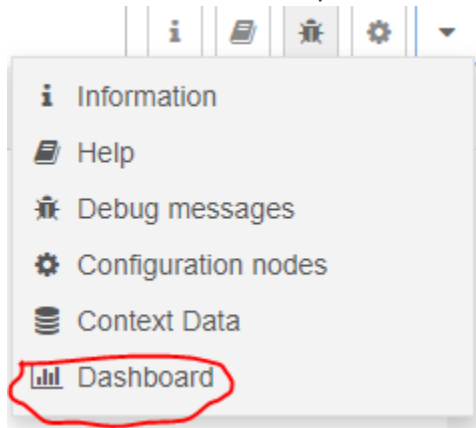 Information
Help
Debug messages
Configuration nodes
Context Data
Dashboard